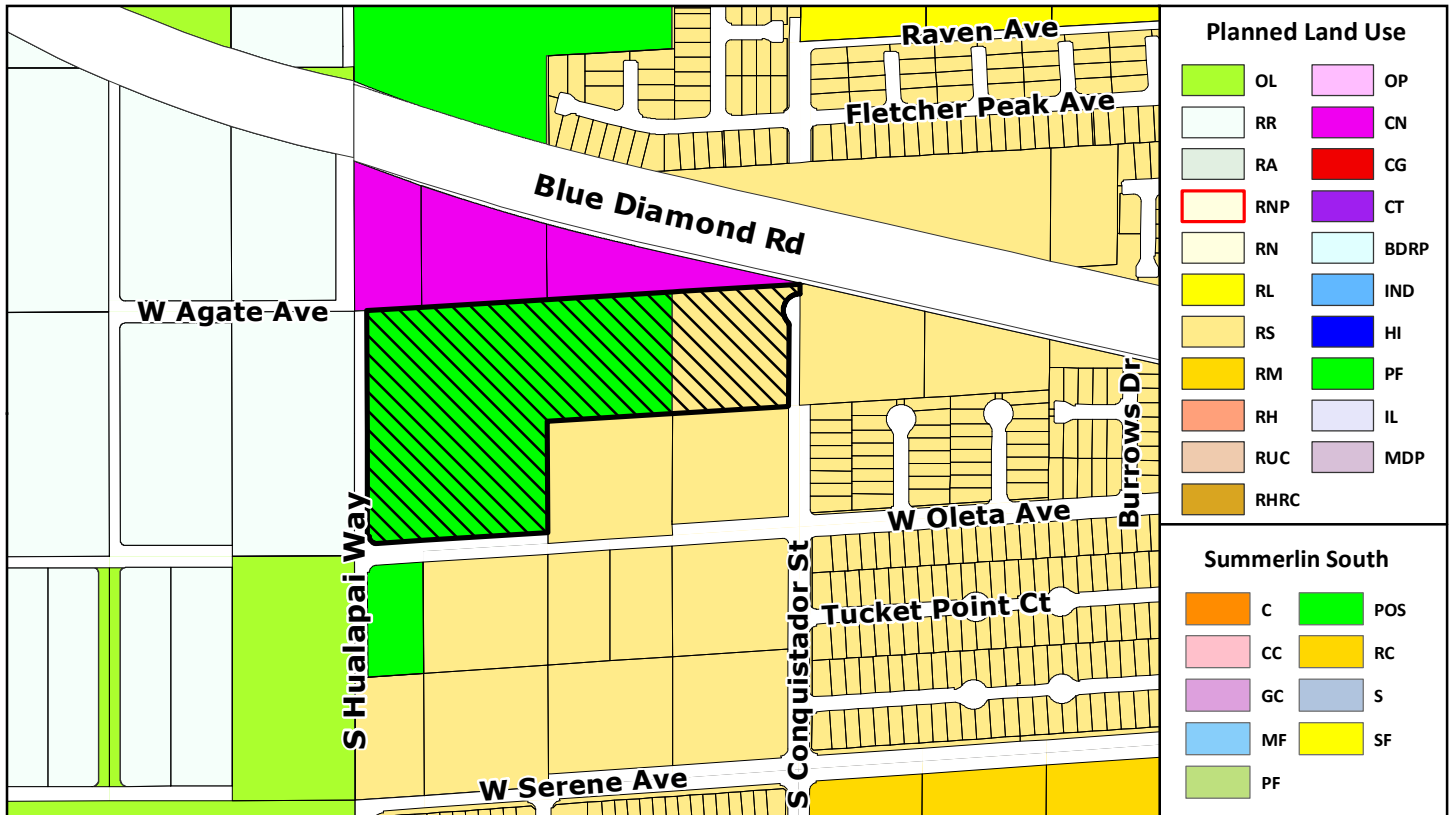 Raven Ave
Fletcher Peak Ave
Blue Diamond Rd
W Agate Ave
Burrows Dr
W Oleta Ave
S Hualapai Way
S Conquistador St
Tucket Point Ct
W Serene Ave
Planned Land Use
OL
OP
RR
CN
RA
CG
RNP
CT
RN
BDRP
RL
IND
RS
HI
RM
PF
RH
IL
RUC
MDP
RHRC
Summerlin South
C
POS
CC
RC
GC
S
MF
SF
PF